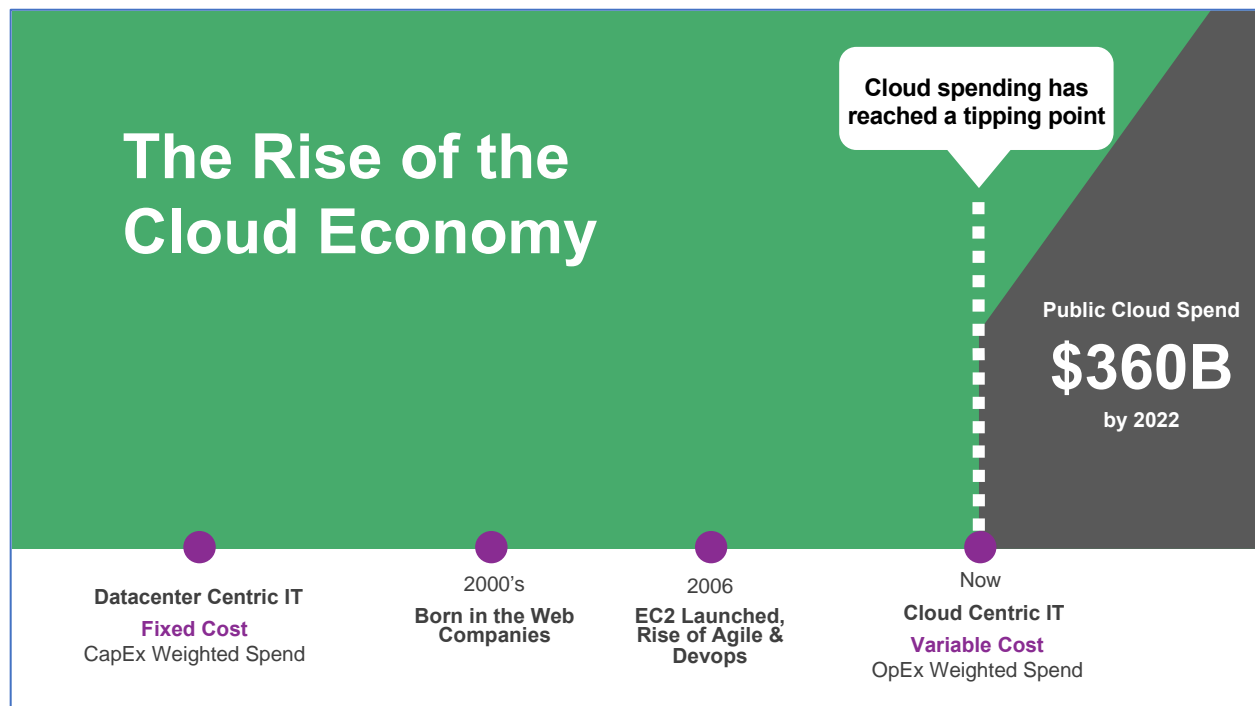 The Rise of the
Cloud Economy
Cloud spending has
reached a tipping point
Public Cloud Spend
$360B
by 2022
Datacenter Centric IT
Fixed Cost
CapEx Weighted Spend
2000's
Born in the Web
Companies
2006
EC2 Launched,
Rise of Agile &
Devops
Now
Cloud Centric IT
Variable Cost
OpEx Weighted Spend